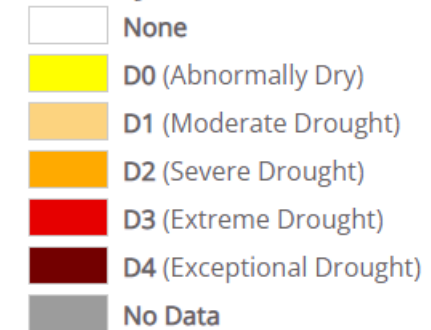 None
D0 (Abnormally Dry)
D1 (Moderate Drought)
D2 (Severe Drought)
D3 (Extreme Drought)
D4 (Exceptional Drought)
No Data